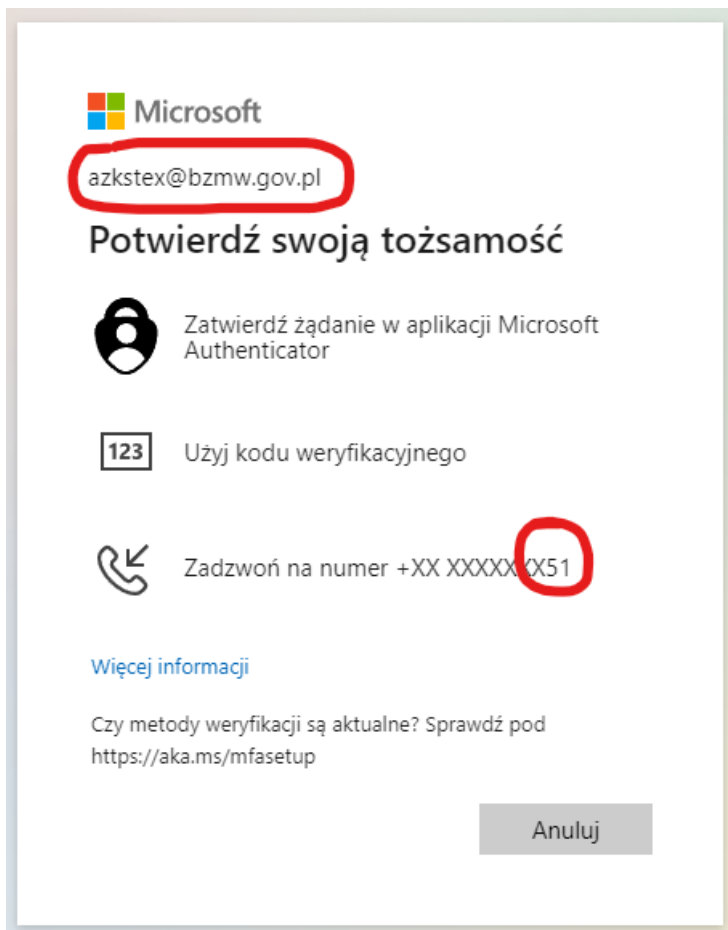 Microsoft
azkstex@bzmw.gov.pl
Potwierdź swoją tożsamość
Zatwierdź żądanie w aplikacji Microsoft
Authenticator
123
Użyj kodu weryfikacyjnego
Zadzwoń na numer +XX XXXXXXX51
Więcej informacji
Czy metody weryfikacji są aktualne? Sprawdź pod
https://aka.ms/mfasetup
Anuluj